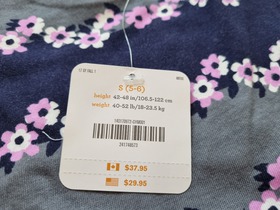 S (5-6)
height 42-48 in/106.5-122 cm
weight 40-52 lb/18-23.5 kg
$37.95
$29.95